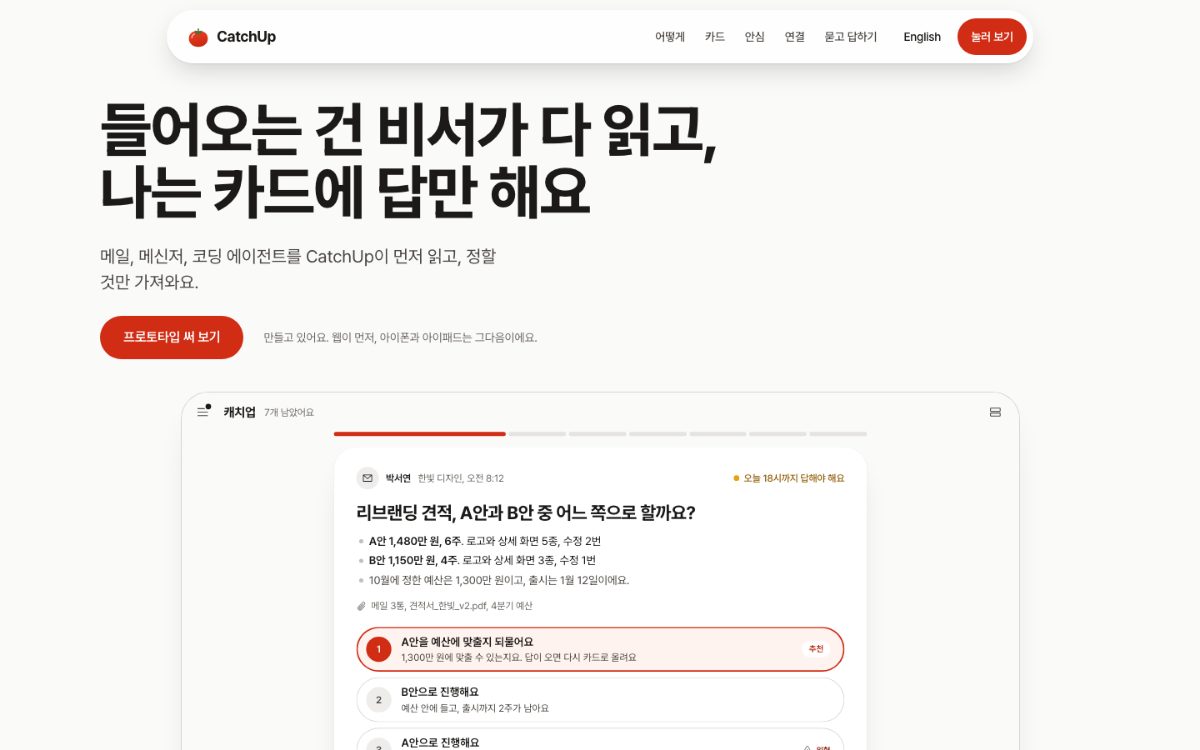 CatchUp
어떻게
카드
안심
연결
묻고 답하기
English
눌러 보기
들어오는 건 비서가 다 읽고,
나는 카드에 답만 해요
메일, 메신저, 코딩 에이전트를 CatchUp이 먼저 읽고, 정할
것만 가져와요.
프로토타입 써 보기
만들고 있어요. 웹이 먼저, 아이폰과 아이패드는 그다음이에요.
캐치업
7개 남았어요
박서연
한빛 디자인, 오전 8:12
오늘 18시까지 답해야 해요
리브랜딩 견적, A안과 B안 중 어느 쪽으로 할까요?
A안 1,480만 원, 6주. 로고와 상세 화면 5종, 수정 2번
B안 1,150만 원, 4주. 로고와 상세 화면 3종, 수정 1번
10월에 정한 예산은 1,300만 원이고, 출시는 1월 12일이에요.
메일 3통, 견적서_한빛_v2.pdf, 4분기 예산
1
A안을 예산에 맞출지 되물어요
1,300만 원에 맞출 수 있는지요. 답이 오면 다시 카드로 올려요
추천
2
B안으로 진행해요
예산 안에 들고, 출시까지 2주가 남아요
A안으로 진행해요